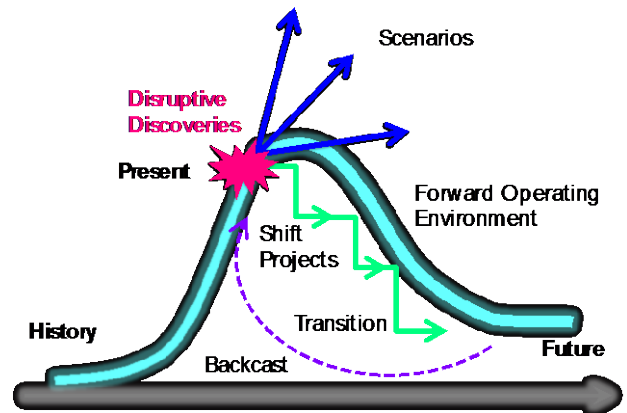 Scenarios
Disruptive
Discoveries
Present
Forward Operating
Environment
Shift
Projects
History
Transition
Future
Backcast